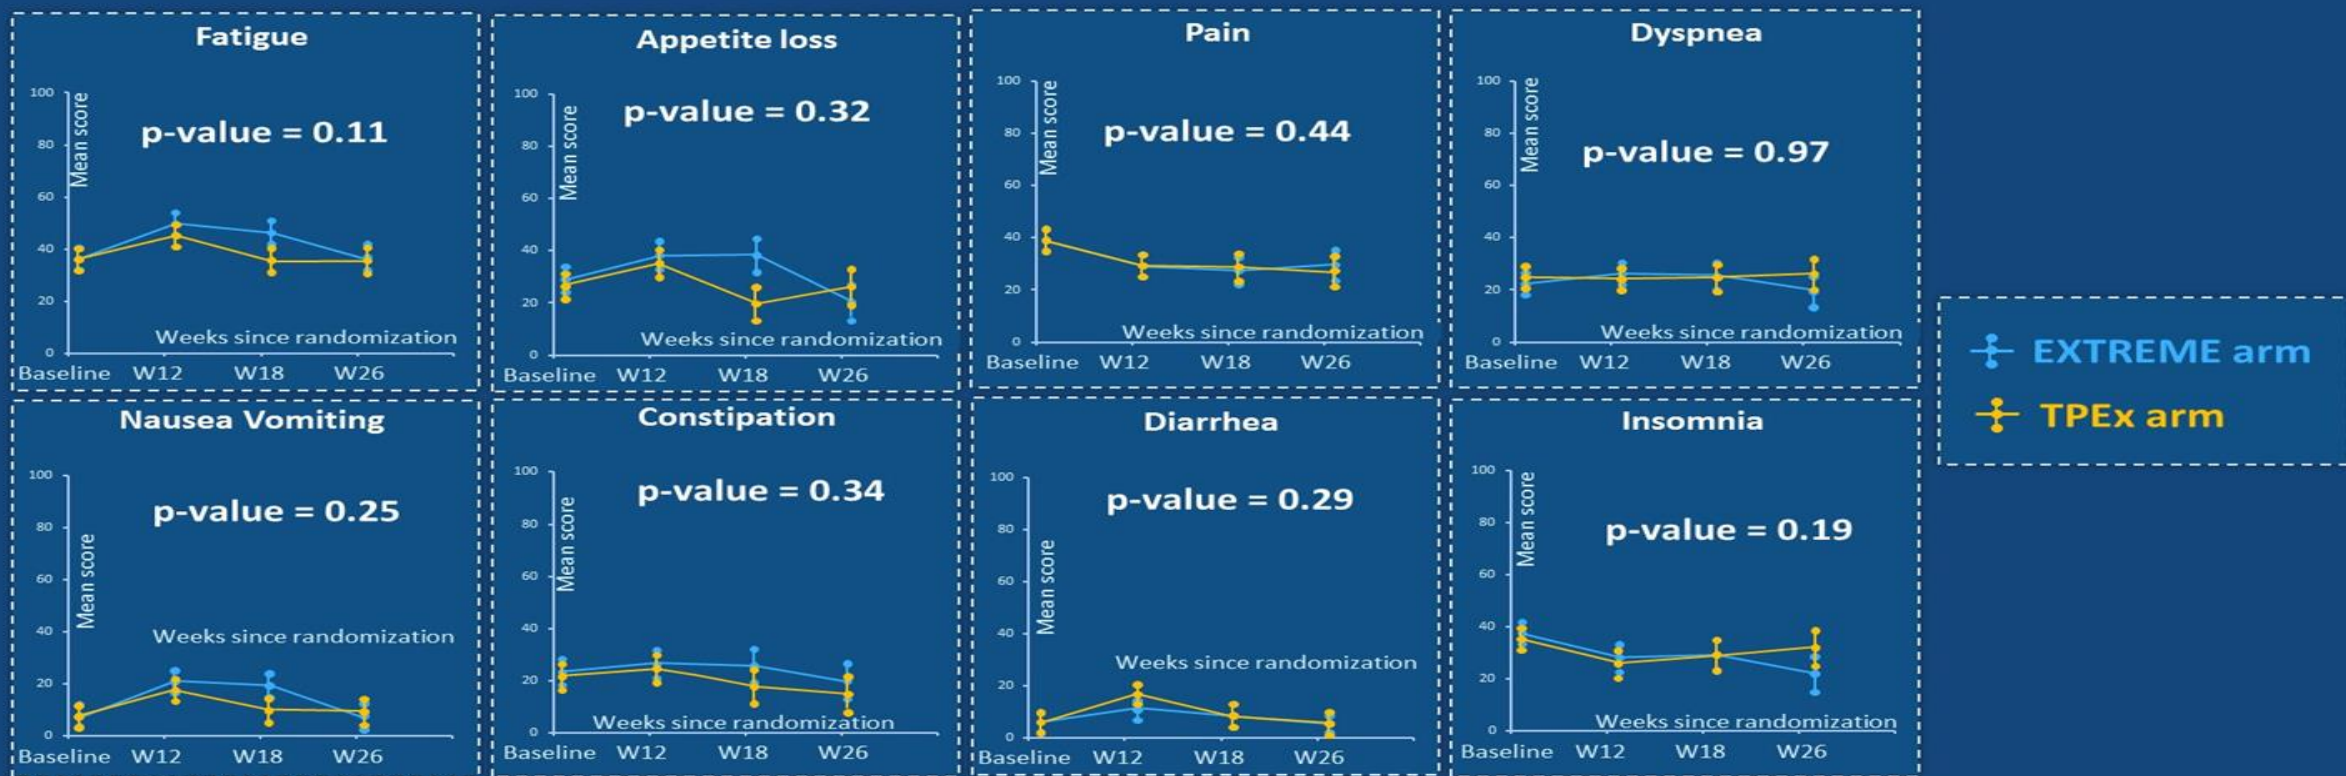 Fatigue
100
80
60
40
20
0
Mean score
p-value = 0.11
Weeks since randomization
Baseline W12 W18 W26
Appetite loss
100
80
60
40
20
0
Mean score
p-value = 0.32
Weeks since randomization
Baseline W12 W18 W26
Pain
100
80
60
40
20
0
Mean score
p-value = 0.44
Weeks since randomization
Baseline W12 W18 W26
Dyspnea
100
80
60
40
20
0
Mean score
p-value = 0.97
Weeks since randomization
Baseline W12 W18 W26
EXTREME arm
TPEx arm
Nausea Vomiting
100
80
60
40
20
0
Mean score
p-value = 0.25
Weeks since randomization
Baseline W12 W18 W26
Constipation
100
80
60
40
20
0
Mean score
p-value = 0.34
Weeks since randomization
Baseline W12 W18 W26
Diarrhea
100
80
60
40
20
0
Mean score
p-value = 0.29
Weeks since randomization
Baseline W12 W18 W26
Insomnia
100
80
60
40
20
0
Mean score
p-value = 0.19
Weeks since randomization
Baseline W12 W18 W26